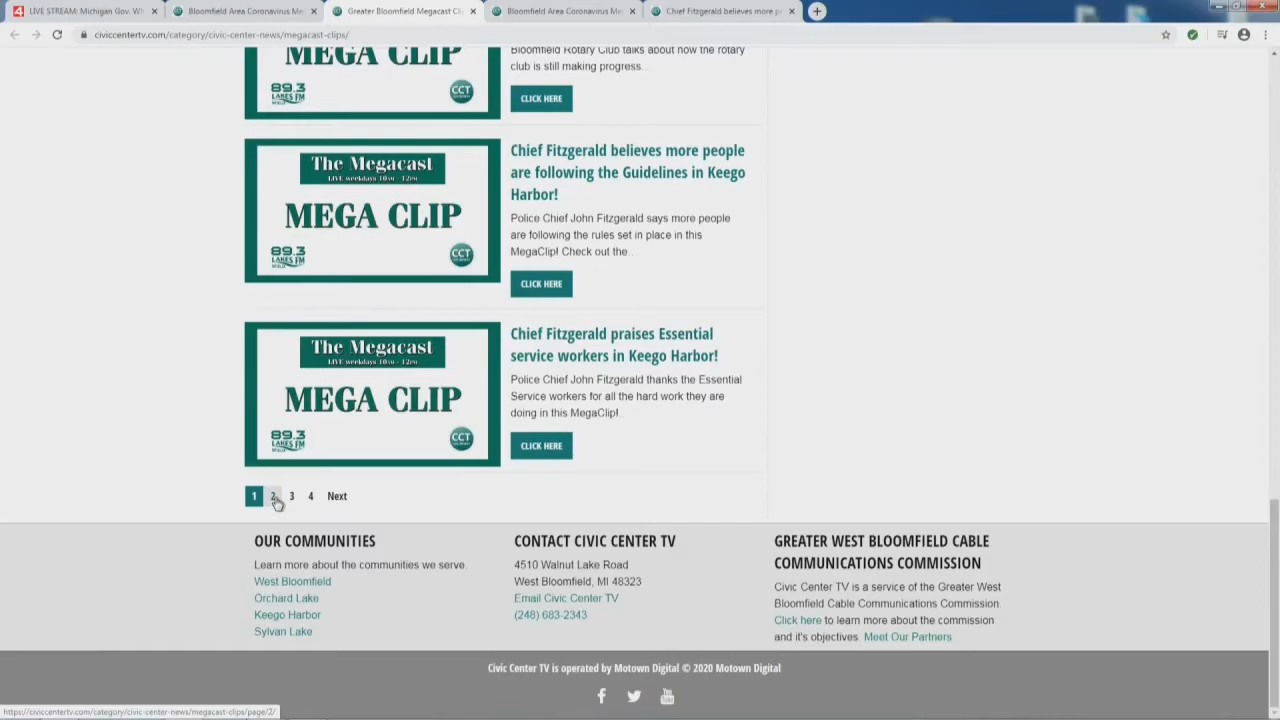 LIVE STREAM: Michigan Gov. Wh
Bloomfield Area Coronavirus Me
Greater Bloomfield Megacast Cli
Bloomfield Area Coronavirus Me
Chief Fitzgerald believes more p
civiccentertv.com/category/civic-center-news/megacast-clips/
MEGA CLIP
89.3
LAKES FM
CCT
Bloomfield Rotary Club talks about how the rotary
club is still making progress...
CLICK HERE
The Megacast
LIVE weekdays 10AM - 12PM
MEGA CLIP
89.3
LAKES FM
CCT
Chief Fitzgerald believes more people
are following the Guidelines in Keego
Harbor!
Police Chief John Fitzgerald says more people
are following the rules set in place in this
MegaClip! Check out the...
CLICK HERE
The Megacast
LIVE weekdays 10AM - 12PM
MEGA CLIP
89.3
LAKES FM
CCT
Chief Fitzgerald praises Essential
service workers in Keego Harbor!
Police Chief John Fitzgerald thanks the Essential
Service workers for all the hard work they are
doing in this MegaClip!...
CLICK HERE
1 2 3 4 Next
OUR COMMUNITIES
Learn more about the communities we serve.
West Bloomfield
Orchard Lake
Keego Harbor
Sylvan Lake
CONTACT CIVIC CENTER TV
4510 Walnut Lake Road
West Bloomfield, MI 48323
Email Civic Center TV
(248) 683-2343
GREATER WEST BLOOMFIELD CABLE
COMMUNICATIONS COMMISSION
Civic Center TV is a service of the Greater West
Bloomfield Cable Communications Commission.
Click here to learn more about the commission
and it's objectives. Meet Our Partners
Civic Center TV is operated by Motown Digital © 2020 Motown Digital
https://civiccentertv.com/category/civic-center-news/megacast-clips/page/2/